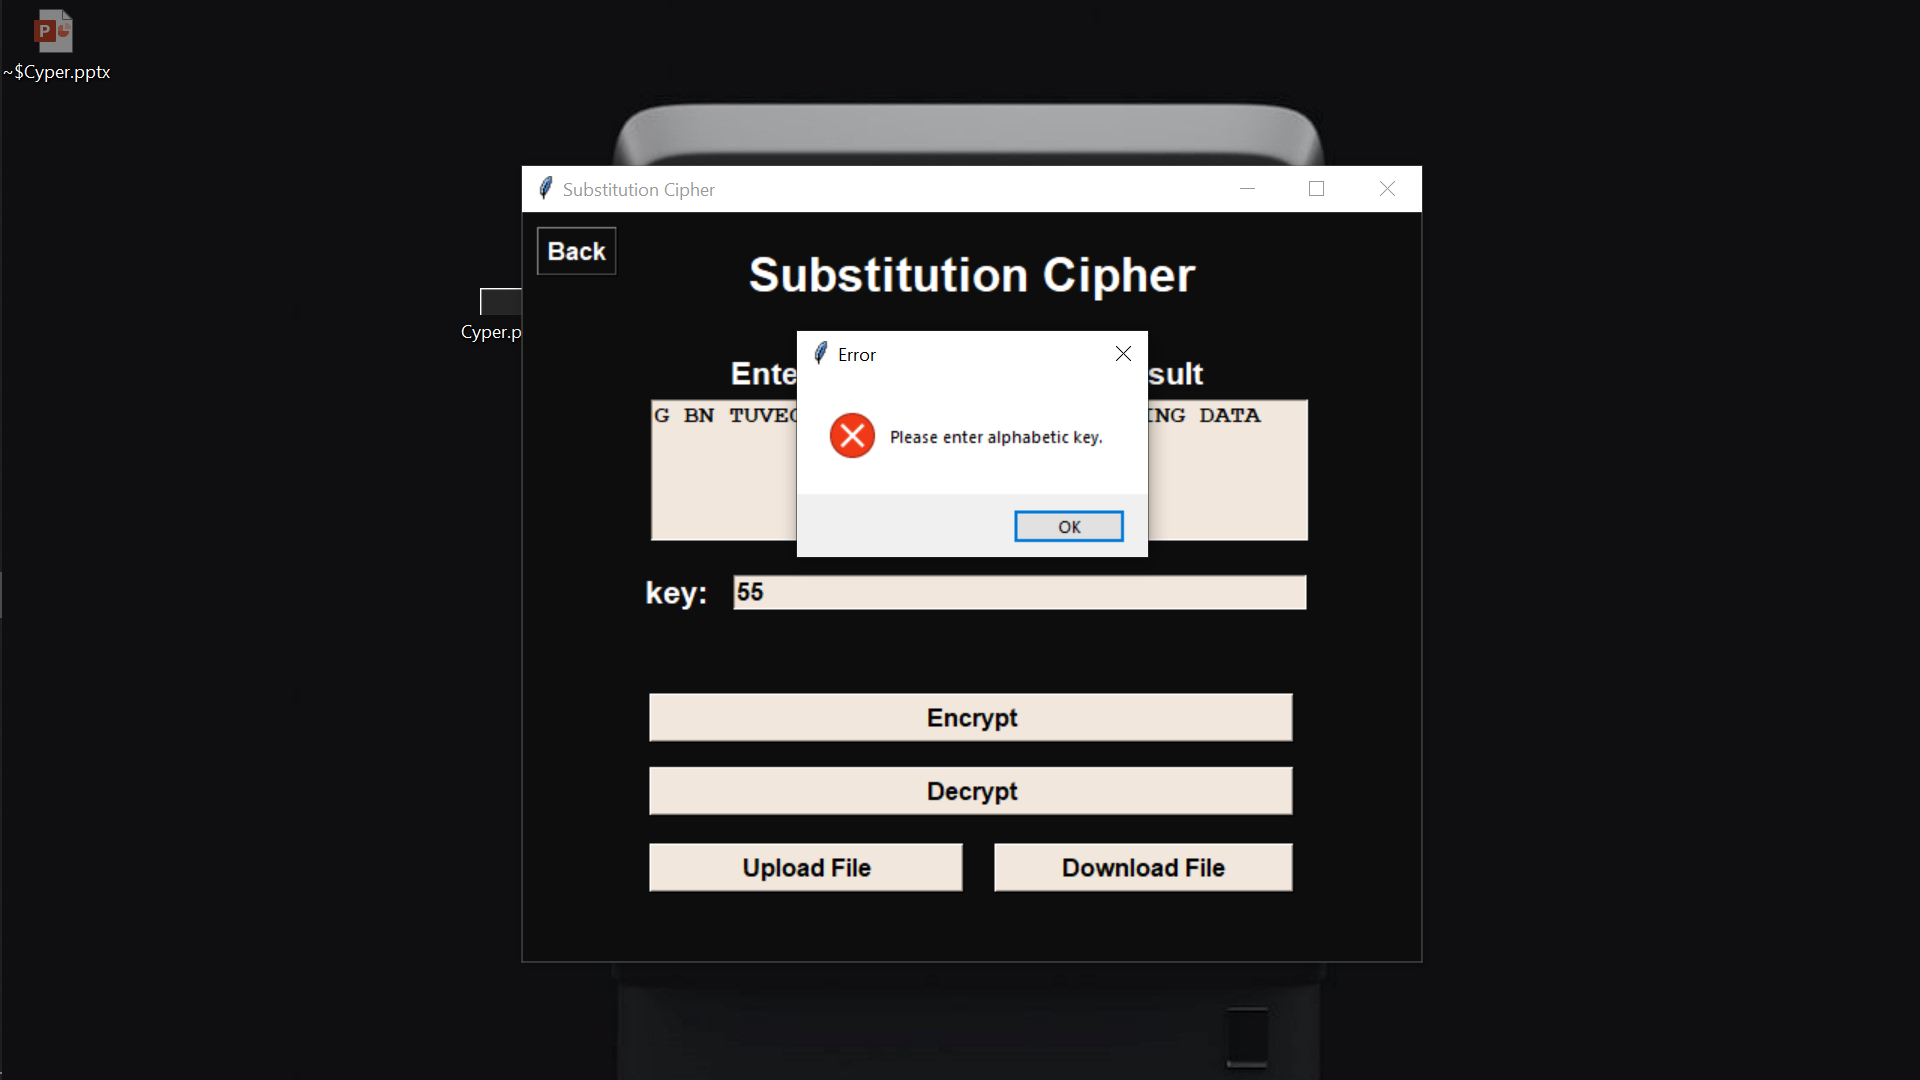 ~$Cyper.pptx
Substitution Cipher
Back
Substitution Cipher
Cyper.p
Error
Ente
sult
G BN TUVE
ING DATA
Please enter alphabetic key.
OK
key: 55
Encrypt
Decrypt
Upload File
Download File